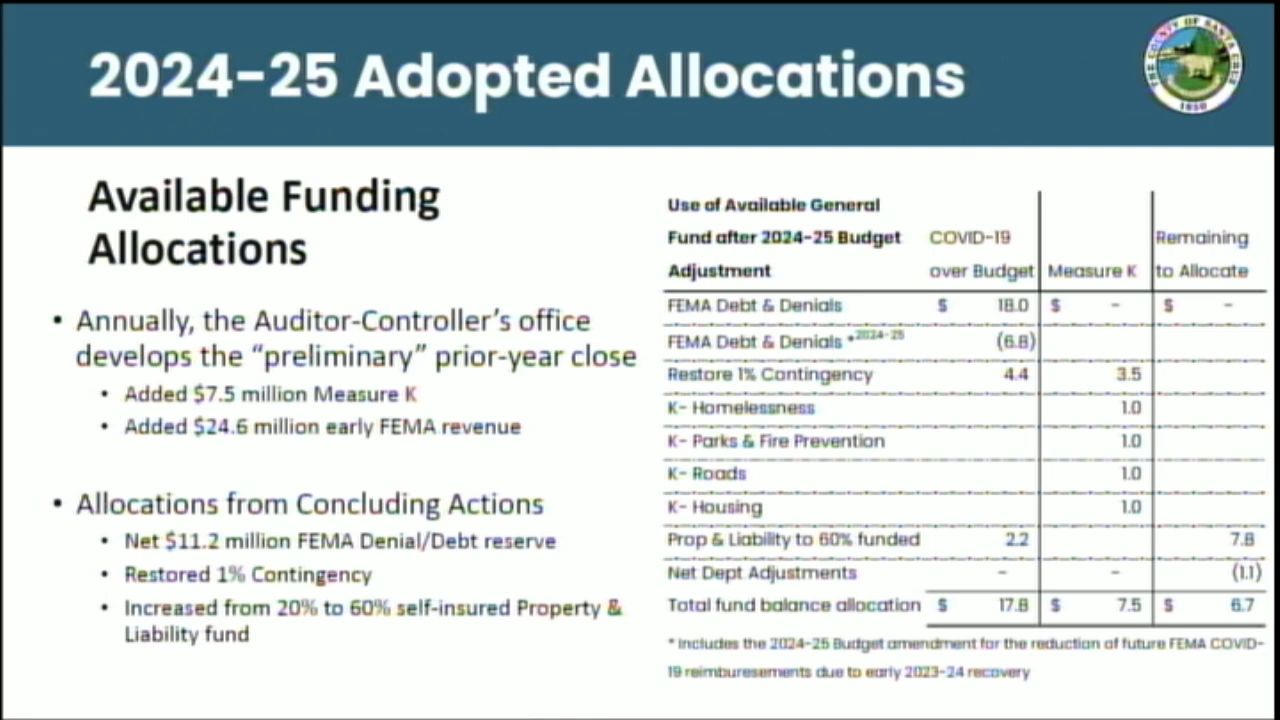 2024-25 Adopted Allocations
THE COUNTY OF SANTA CRUZ
1850
Available Funding
Allocations
• Annually, the Auditor-Controller's office
develops the "preliminary" prior-year close
• Added $7.5 million Measure K
• Added $24.6 million early FEMA revenue
• Allocations from Concluding Actions
• Net $11.2 million FEMA Denial/Debt reserve
• Restored 1% Contingency
• Increased from 20% to 60% self-insured Property &
Liability fund
Use of Available General
Fund after 2024-25 Budget COVID-19 Remaining
Adjustment over Budget Measure K to Allocate
FEMA Debt & Denials $ 18.0 $ - $ -
FEMA Debt & Denials *2024-25 (6.8)
Restore 1% Contingency 4.4 3.5
K- Homelessness 1.0
K- Parks & Fire Prevention 1.0
K- Roads 1.0
K- Housing 1.0
Prop & Liability to 60% funded 2.2 7.8
Net Dept Adjustments - - (1.1)
Total fund balance allocation $ 17.8 $ 7.5 $ 6.7
* Includes the 2024-25 Budget amendment for the reduction of future FEMA COVID-
19 reimburesements due to early 2023-24 recovery